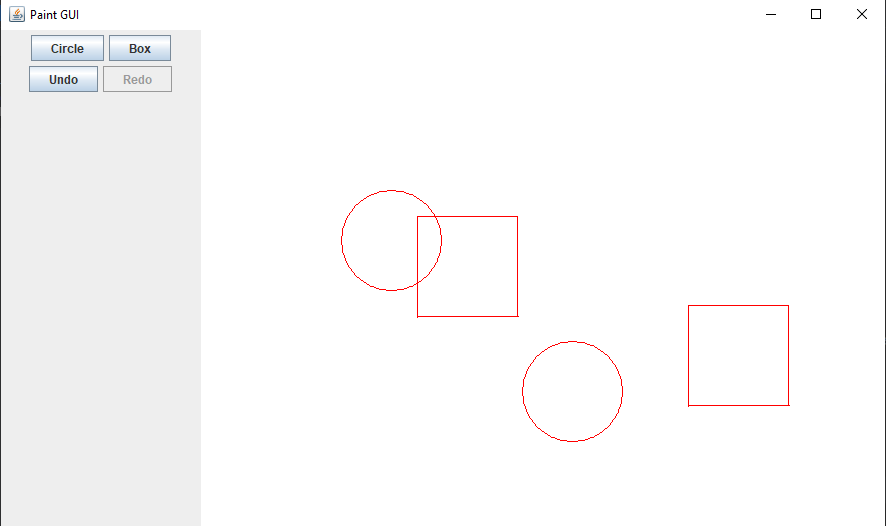 Paint GUI
Circle Box
Undo Redo